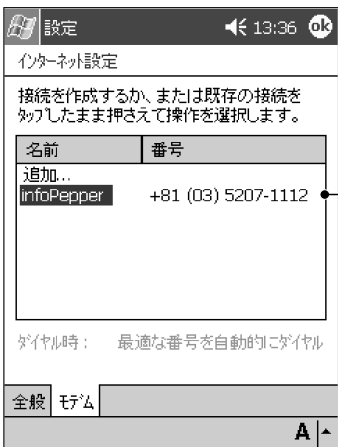 設定 13:36 ok
インターネット設定
接続を作成するか、または既存の接続を
タップしたまま押さえて操作を選択します。
名前 番号
追加...
infoPepper +81 (03) 5207-1112
ダイヤル時： 最適な番号を自動的にダイヤル
全般 モデム
A